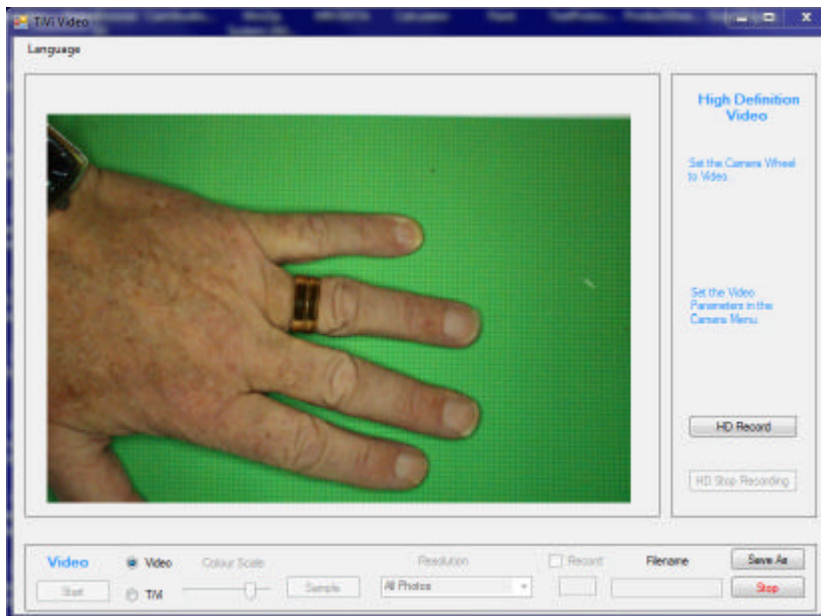 TiVi Video
Language
High Definition
Video
Set the Camera Wheel
to Video.
Set the Video
Parameters in the
Camera Menu.
HD Record
HD Stop Recording
Video
Video
Colour Scale
Resolution
Record
Filename
Save As
Start
TiVi
Sample
All Photos
Stop